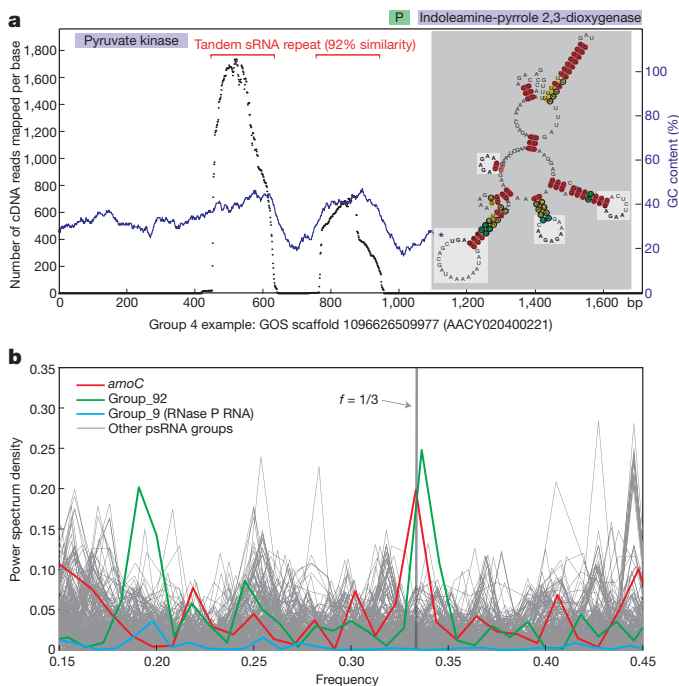 a
P
Indoleamine-pyrrole 2,3-dioxygenase
Pyruvate kinase
Tandem sRNA repeat (92% similarity)
Number of cDNA reads mapped per base
1,800
1,600
1,400
1,200
1,000
800
600
400
200
0
GC content (%)
100
80
60
40
20
0
*
0
200
400
600
800
1,000
1,200
1,400
1,600
bp
Group 4 example: GOS scaffold 1096626509977 (AACY020400221)
b
Power spectrum density
0.35
0.30
0.25
0.20
0.15
0.10
0.05
0
amoC
Group_92
Group_9 (RNase P RNA)
Other psRNA groups
f = 1/3
0.15
0.20
0.25
0.30
0.35
0.40
0.45
Frequency